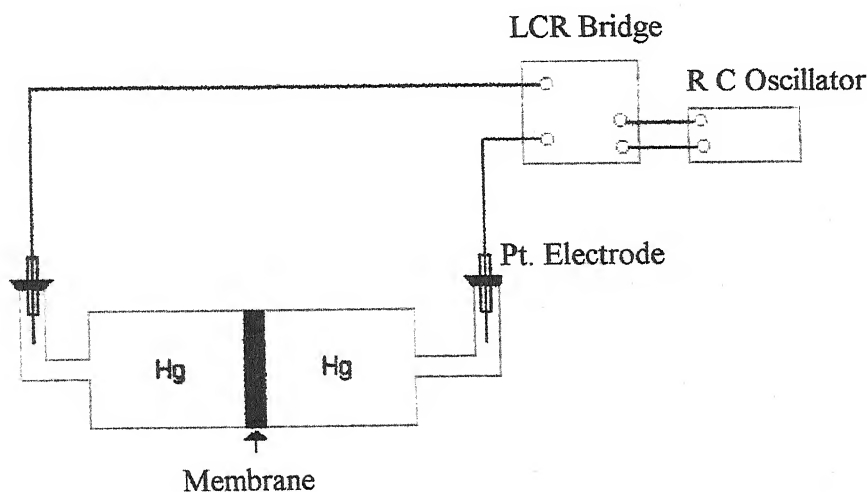 LCR Bridge
R C Oscillator
Pt. Electrode
Hg
Hg
Membrane